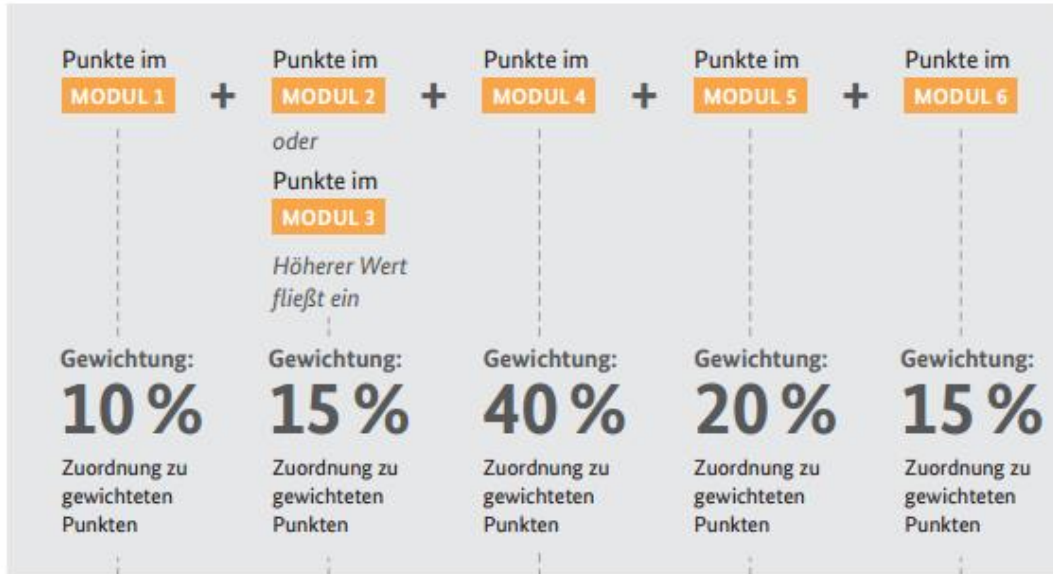 Punkte im
MODUL 1
+
Punkte im
MODUL 2
oder
Punkte im
MODUL 3
Höherer Wert
fließt ein
+
Punkte im
MODUL 4
+
Punkte im
MODUL 5
+
Punkte im
MODUL 6
Gewichtung:
10 %
Zuordnung zu
gewichteten
Punkten
Gewichtung:
15 %
Zuordnung zu
gewichteten
Punkten
Gewichtung:
40 %
Zuordnung zu
gewichteten
Punkten
Gewichtung:
20 %
Zuordnung zu
gewichteten
Punkten
Gewichtung:
15 %
Zuordnung zu
gewichteten
Punkten